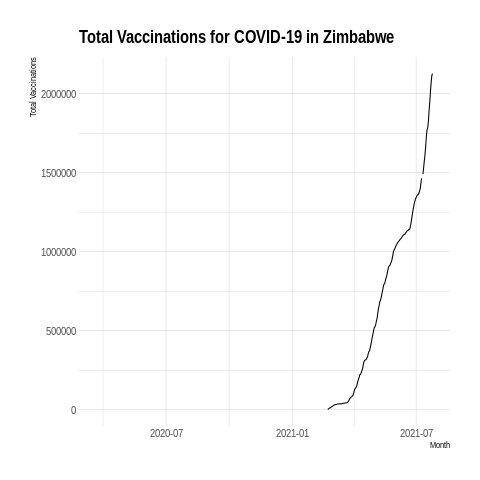 Total Vaccinations for COVID-19 in Zimbabwe
Total Vaccinations
2000000
1500000
1000000
500000
0
2020-07 2021-01 2021-07
Month